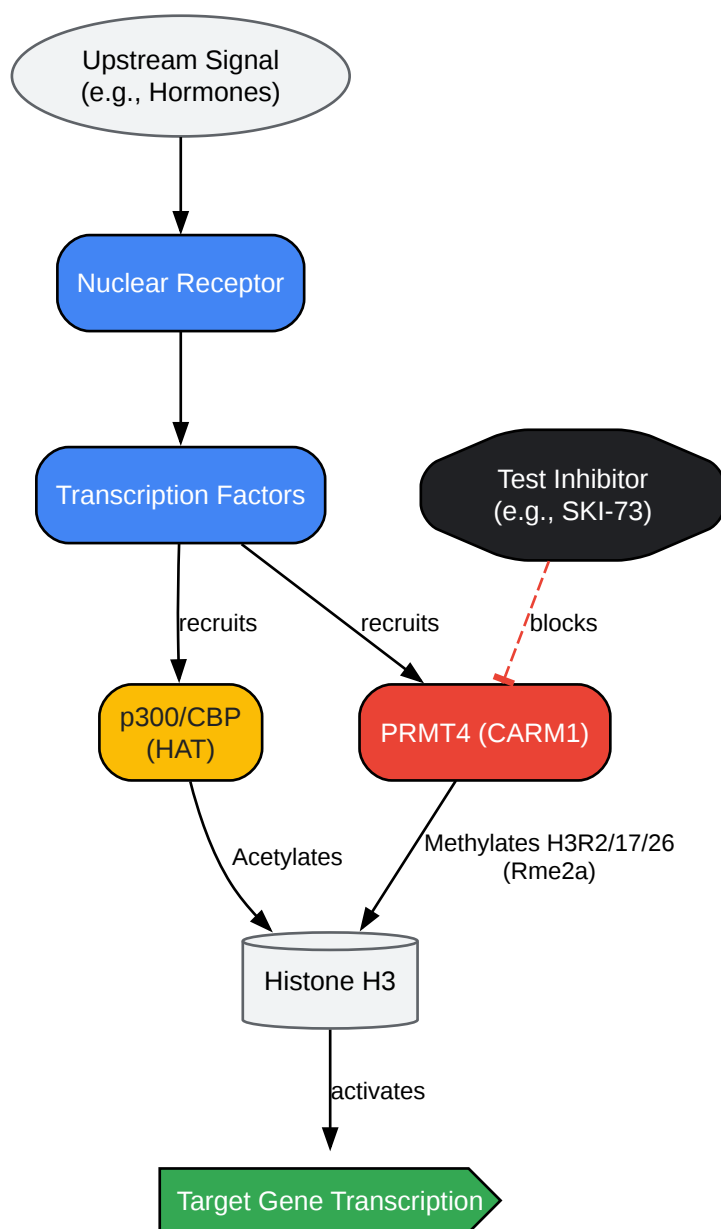 Upstream Signal
(e.g., Hormones)
Nuclear Receptor
Transcription Factors
Test Inhibitor
(e.g., SKI-73)
recruits
recruits
blocks
p300/CBP
(HAT)
PRMT4 (CARM1)
Acetylates
Methylates H3R2/17/26
(Rme2a)
Histone H3
activates
Target Gene Transcription